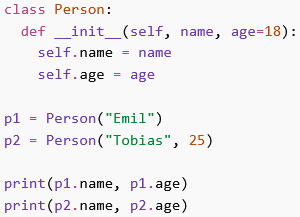 class Person:
  def __init__(self, name, age=18):
    self.name = name
    self.age = age

p1 = Person("Emil")
p2 = Person("Tobias", 25)

print(p1.name, p1.age)
print(p2.name, p2.age)